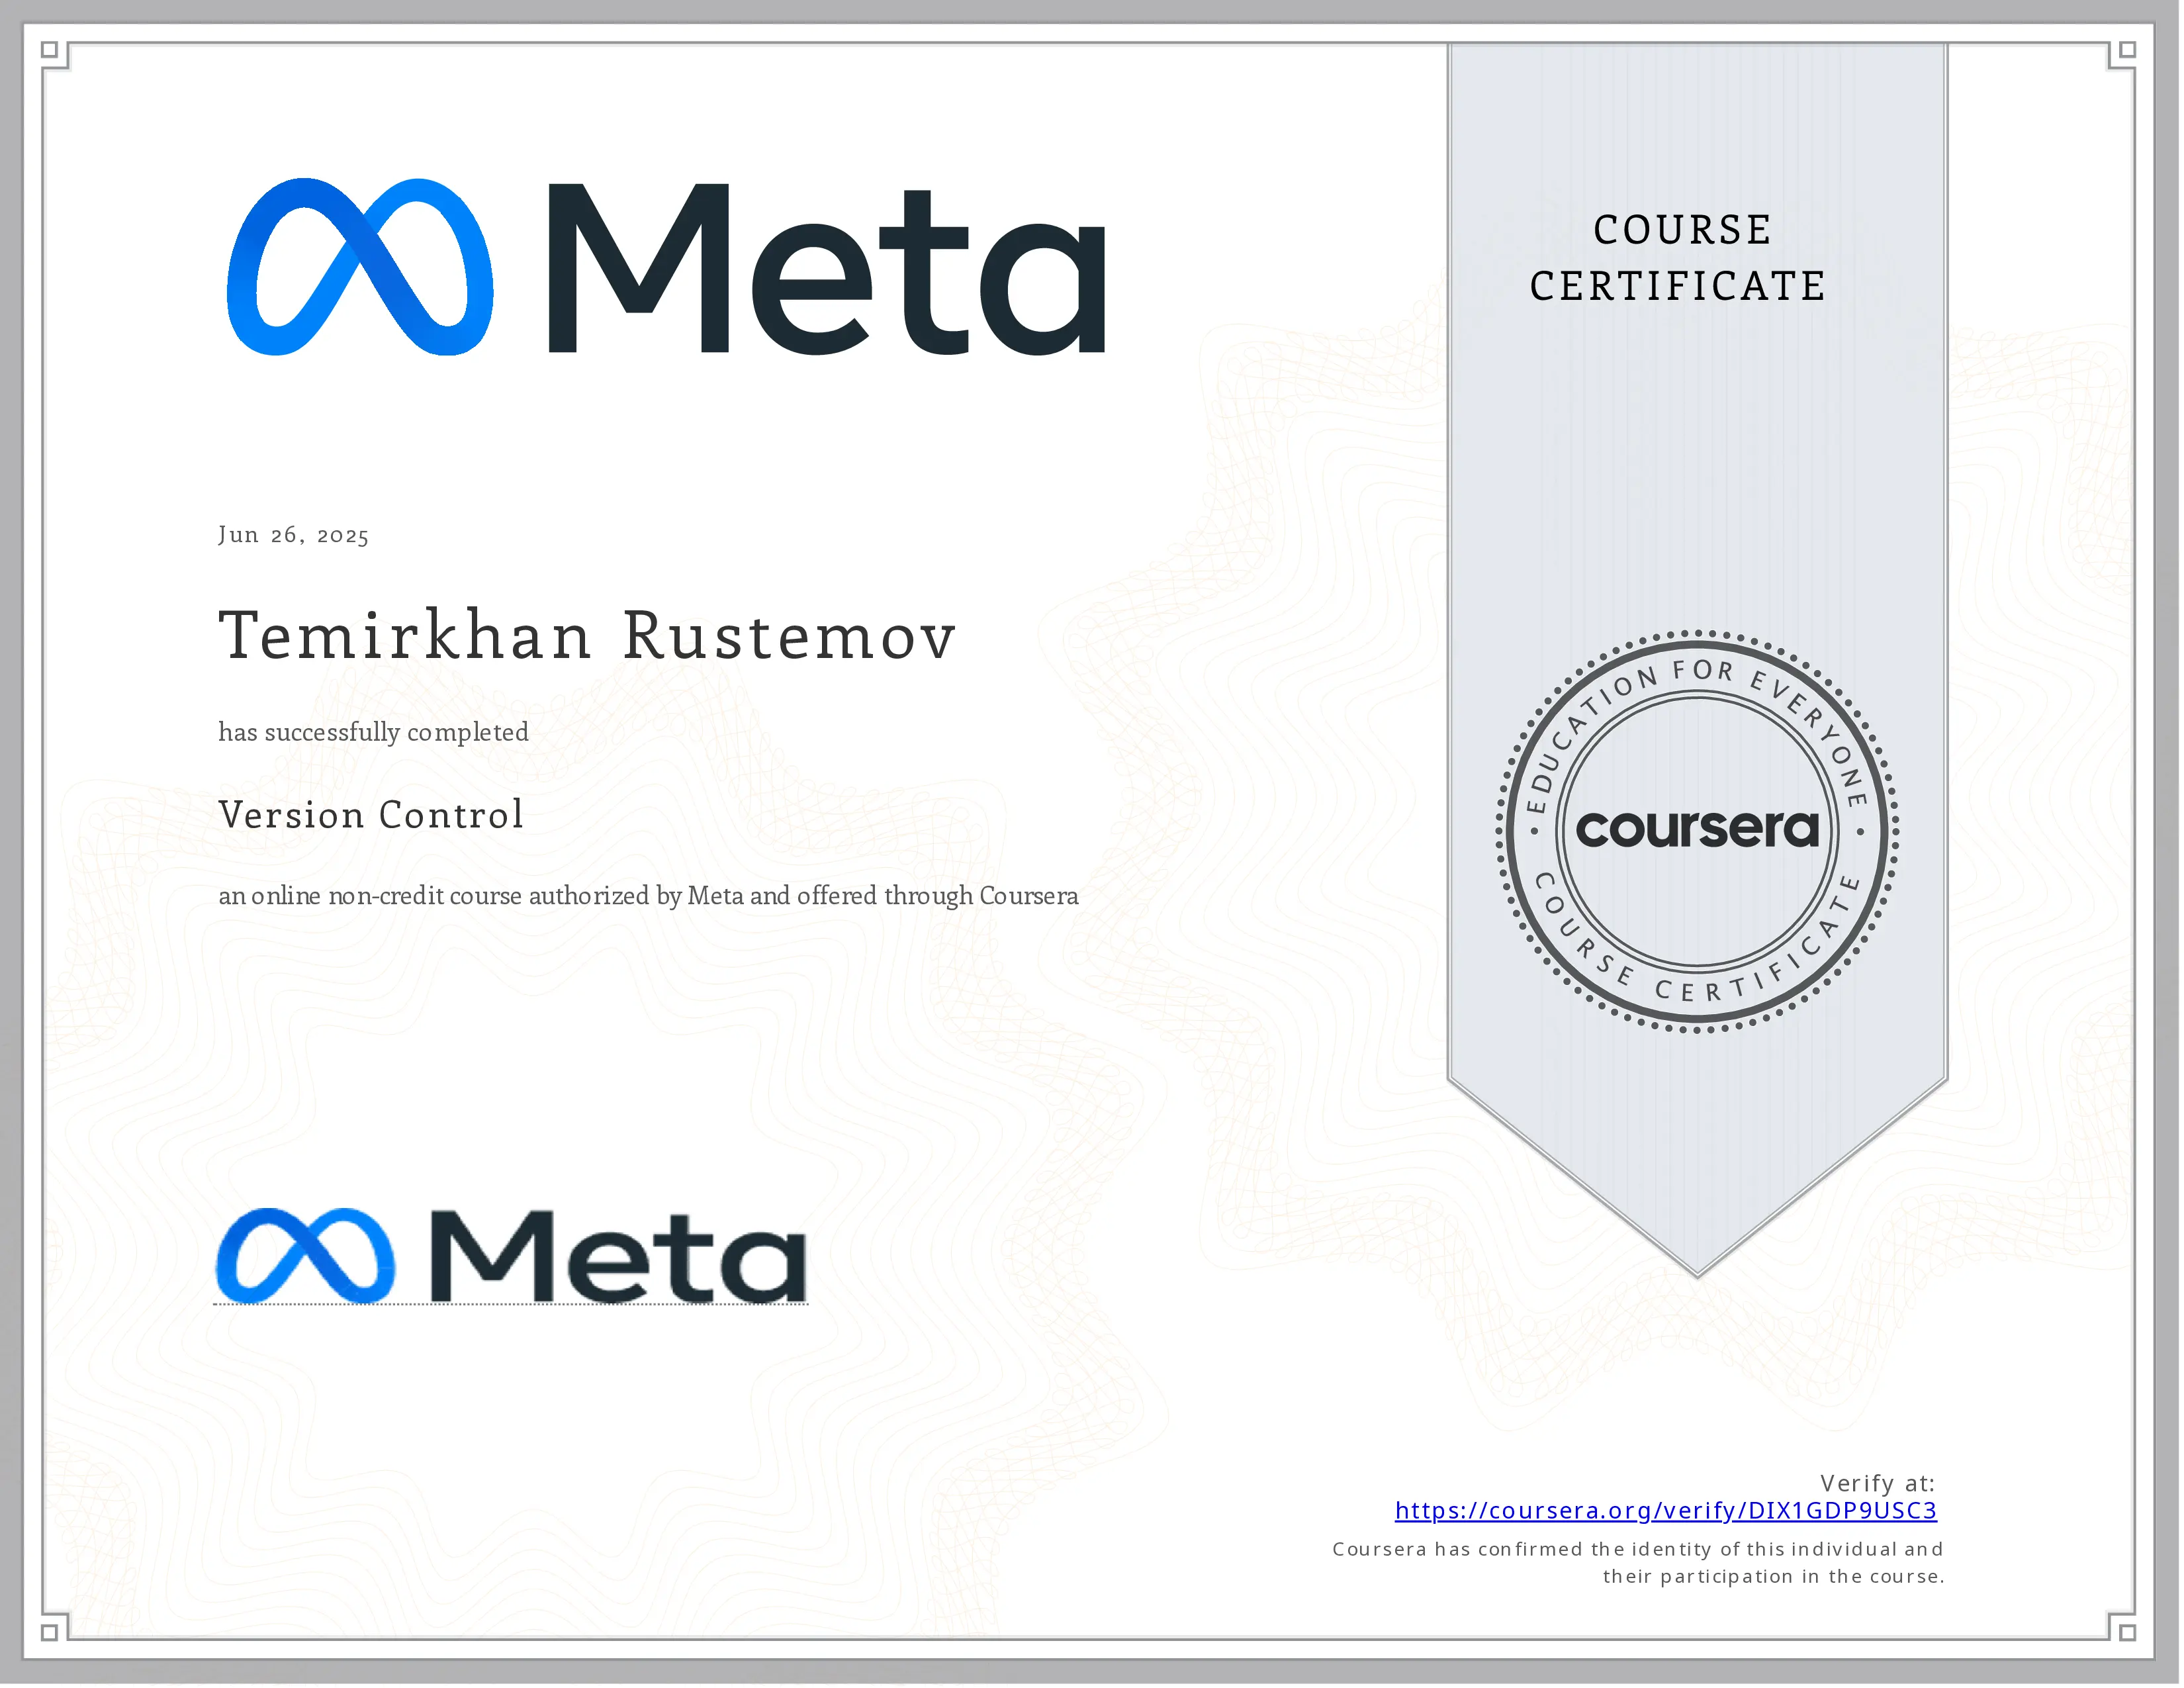 Meta
COURSE
CERTIFICATE
Jun 26, 2025
Temirkhan Rustemov
has successfully completed
Version Control
an online non-credit course authorized by Meta and offered through Coursera
EDUCATION FOR EVERYONE
coursera
COURSE CERTIFICATE
Meta
Verify at:
https://coursera.org/verify/DIX1GDP9USC3
Coursera has confirmed the identity of this individual and
their participation in the course.